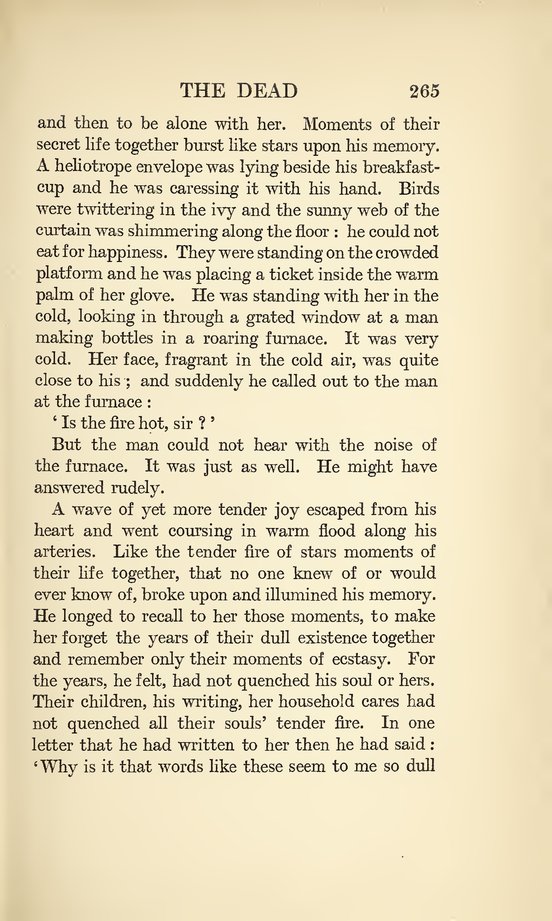 THE DEAD 265
and then to be alone with her. Moments of their
secret life together burst like stars upon his memory.
A heliotrope envelope was lying beside his breakfast-
cup and he was caressing it with his hand. Birds
were twittering in the ivy and the sunny web of the
curtain was shimmering along the floor : he could not
eat for happiness. They were standing on the crowded
platform and he was placing a ticket inside the warm
palm of her glove. He was standing with her in the
cold, looking in through a grated window at a man
making bottles in a roaring furnace. It was very
cold. Her face, fragrant in the cold air, was quite
close to his ; and suddenly he called out to the man
at the furnace :
‘ Is the fire hot, sir ? ’
But the man could not hear with the noise of
the furnace. It was just as well. He might have
answered rudely.
A wave of yet more tender joy escaped from his
heart and went coursing in warm flood along his
arteries. Like the tender fire of stars moments of
their life together, that no one knew of or would
ever know of, broke upon and illumined his memory.
He longed to recall to her those moments, to make
her forget the years of their dull existence together
and remember only their moments of ecstasy. For
the years, he felt, had not quenched his soul or hers.
Their children, his writing, her household cares had
not quenched all their souls’ tender fire. In one
letter that he had written to her then he had said :
‘ Why is it that words like these seem to me so dull